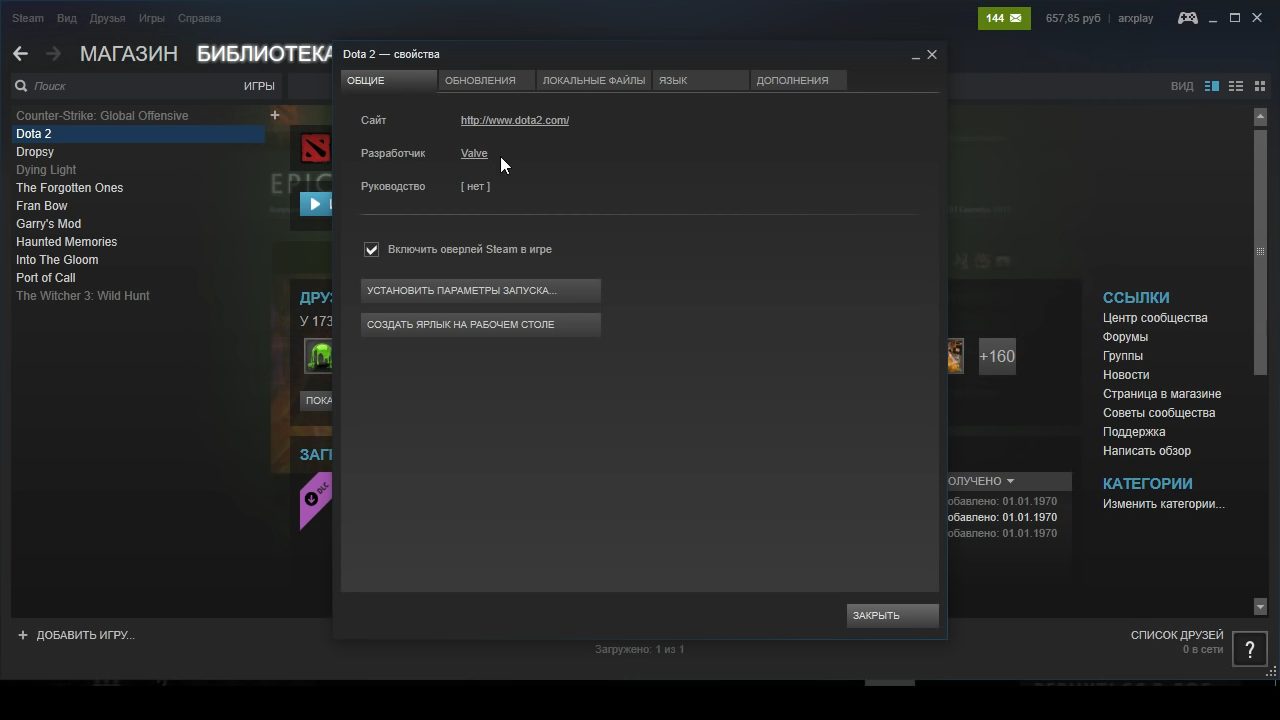 Steam Вид Друзья Игры Справка
144
657,85 руб | arxplay
МАГАЗИН БИБЛИОТЕКА
Поиск
ИГРЫ
ВИД
Counter-Strike: Global Offensive
Dota 2
Dropsy
Dying Light
The Forgotten Ones
Fran Bow
Garry's Mod
Haunted Memories
Into The Gloom
Port of Call
The Witcher 3: Wild Hunt
+ ДОБАВИТЬ ИГРУ...
EPIC
У 173
DLC
Dota 2 — свойства
ОБЩИЕ ОБНОВЛЕНИЯ ЛОКАЛЬНЫЕ ФАЙЛЫ ЯЗЫК ДОПОЛНЕНИЯ
Сайт http://www.dota2.com/
Разработчик Valve
Руководство [ нет ]
Включить оверлей Steam в игре
УСТАНОВИТЬ ПАРАМЕТРЫ ЗАПУСКА...
СОЗДАТЬ ЯРЛЫК НА РАБОЧЕМ СТОЛЕ
ЗАКРЫТЬ
+160
ОЛУЧЕНО
обавлено: 01.01.1970
обавлено: 01.01.1970
обавлено: 01.01.1970
ССЫЛКИ
Центр сообщества
Форумы
Группы
Новости
Страница в магазине
Советы сообщества
Поддержка
Написать обзор
КАТЕГОРИИ
Изменить категории...
Загружено: 1 из 1
СПИСОК ДРУЗЕЙ
0 в сети
?